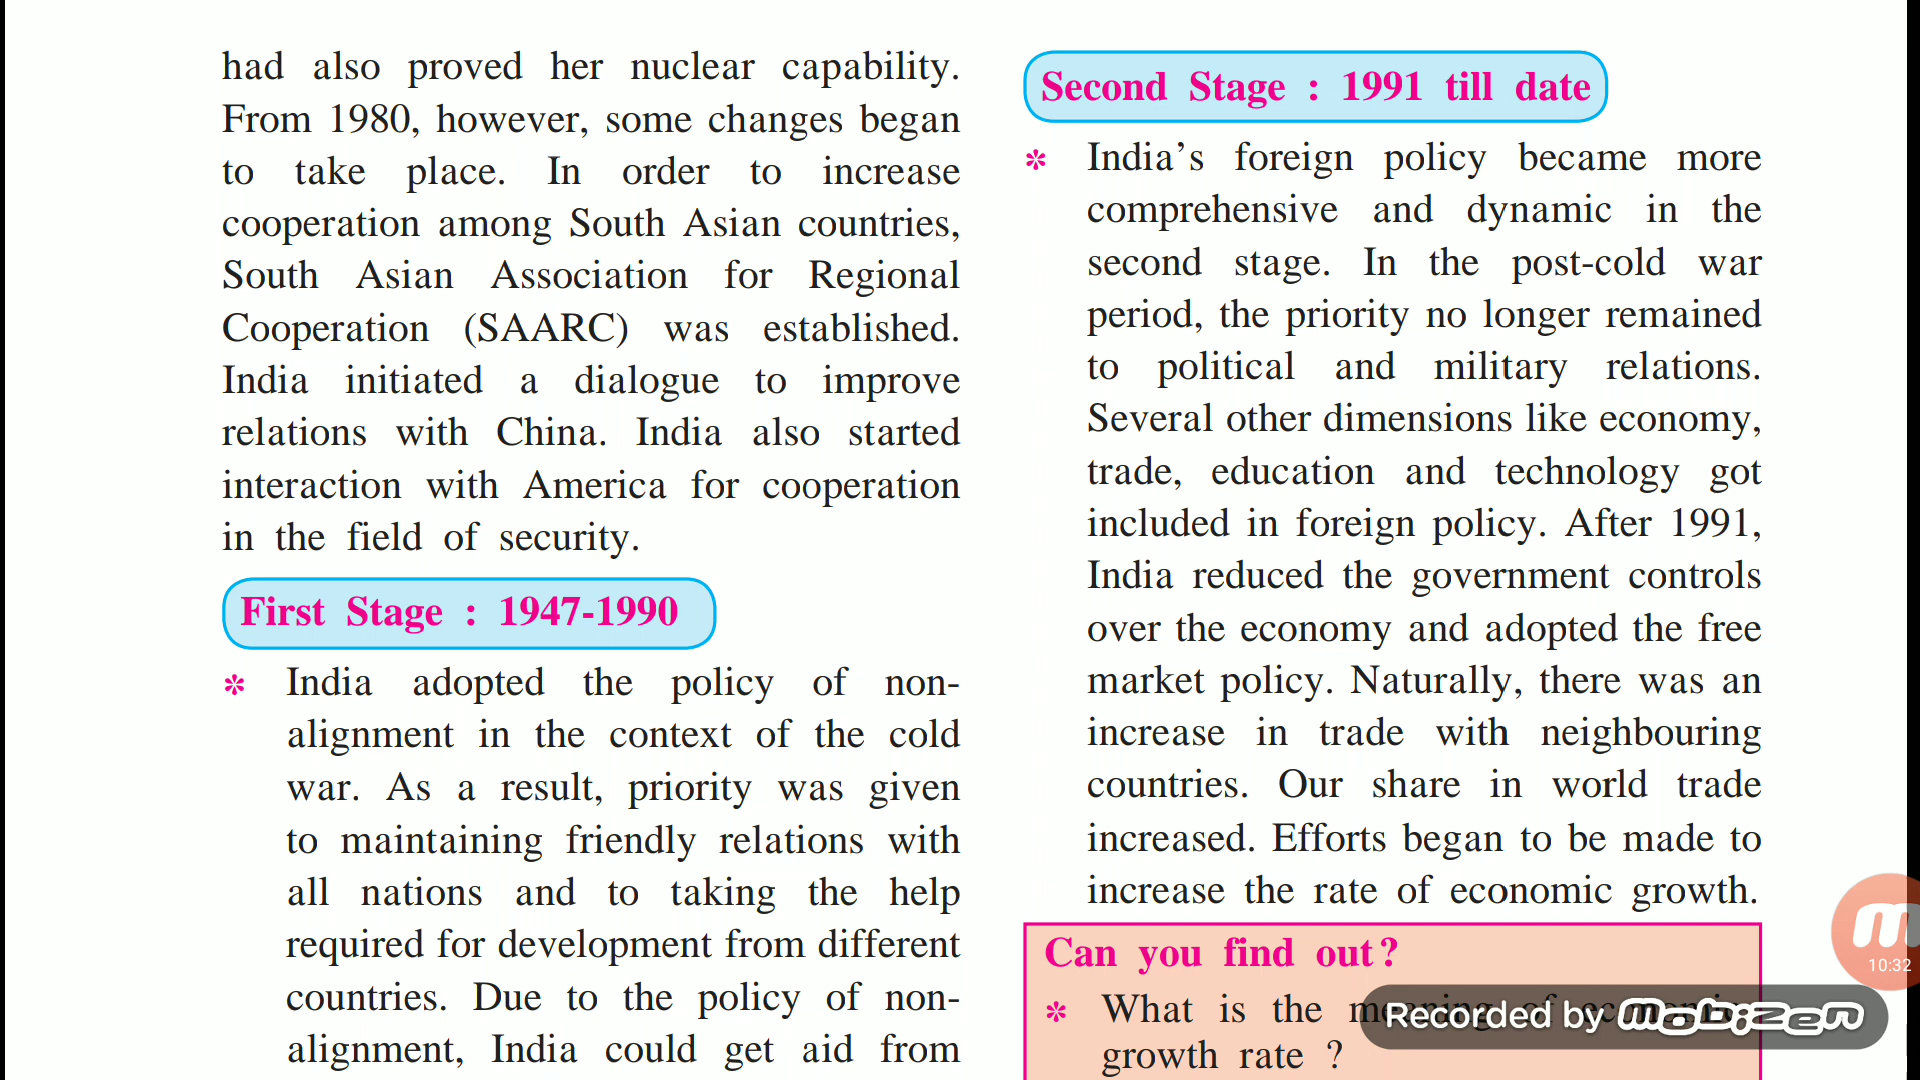 had also proved her nuclear capability.
From 1980, however, some changes began
to take place. In order to increase
cooperation among South Asian countries,
South Asian Association for Regional
Cooperation (SAARC) was established.
India initiated a dialogue to improve
relations with China. India also started
interaction with America for cooperation
in the field of security.
First Stage : 1947-1990
✼ India adopted the policy of non-
alignment in the context of the cold
war. As a result, priority was given
to maintaining friendly relations with
all nations and to taking the help
required for development from different
countries. Due to the policy of non-
alignment, India could get aid from
Second Stage : 1991 till date
✼ India's foreign policy became more
comprehensive and dynamic in the
second stage. In the post-cold war
period, the priority no longer remained
to political and military relations.
Several other dimensions like economy,
trade, education and technology got
included in foreign policy. After 1991,
India reduced the government controls
over the economy and adopted the free
market policy. Naturally, there was an
increase in trade with neighbouring
countries. Our share in world trade
increased. Efforts began to be made to
increase the rate of economic growth.
Can you find out?
✼ What is the meaning of economic
growth rate ?
10:32
Recorded by mobizen